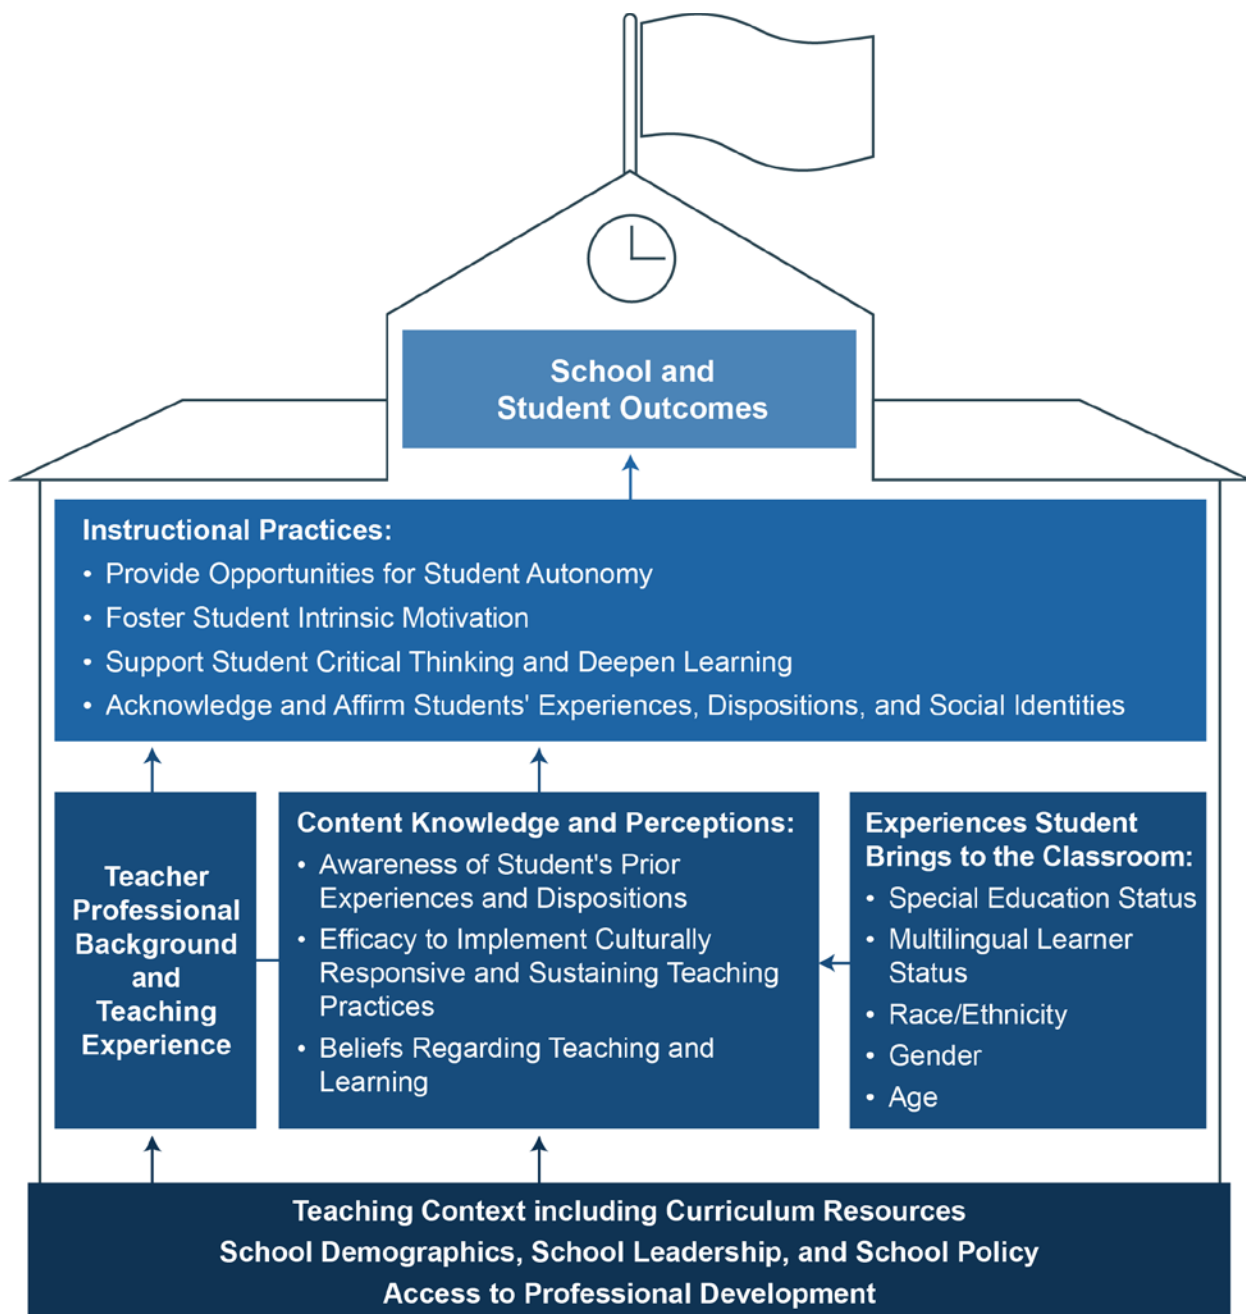 School and
Student Outcomes
Instructional Practices:
• Provide Opportunities for Student Autonomy
• Foster Student Intrinsic Motivation
• Support Student Critical Thinking and Deepen Learning
• Acknowledge and Affirm Students' Experiences, Dispositions, and Social Identities
Teacher
Professional
Background
and
Teaching
Experience
Content Knowledge and Perceptions:
• Awareness of Student's Prior
Experiences and Dispositions
• Efficacy to Implement Culturally
Responsive and Sustaining Teaching
Practices
• Beliefs Regarding Teaching and
Learning
Experiences Student
Brings to the Classroom:
• Special Education Status
• Multilingual Learner
Status
• Race/Ethnicity
• Gender
• Age
Teaching Context including Curriculum Resources
School Demographics, School Leadership, and School Policy
Access to Professional Development